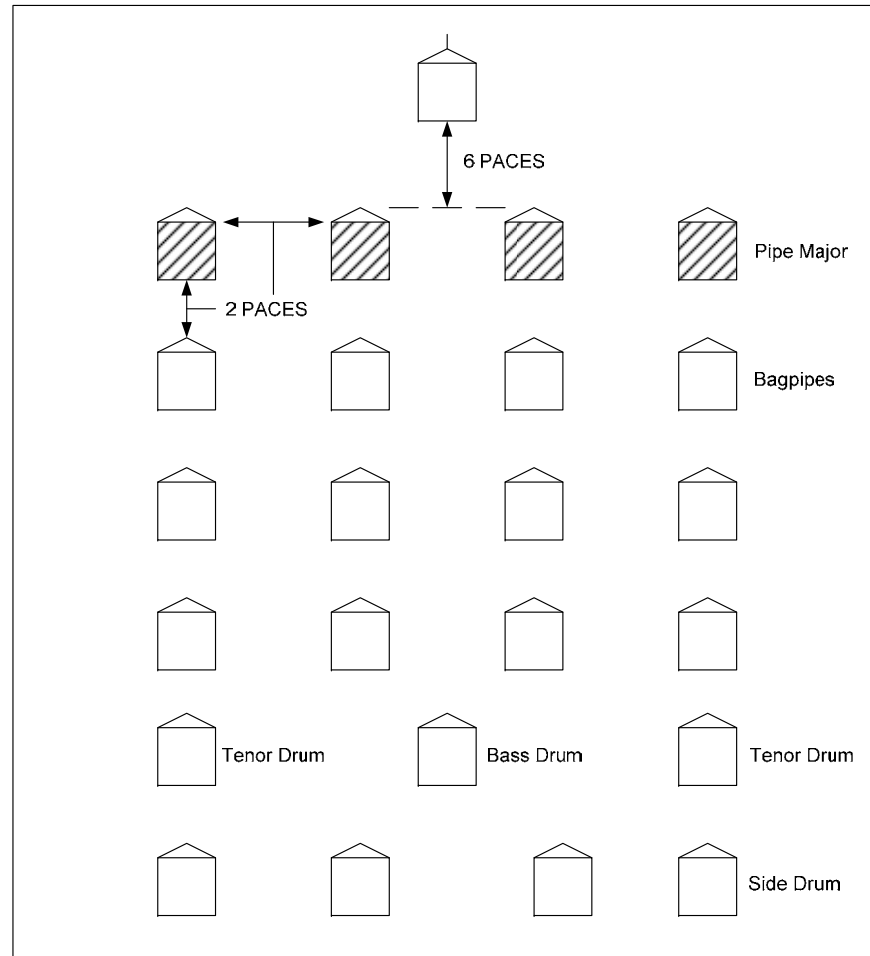 6 PACES
Pipe Major
2 PACES
Bagpipes
Tenor Drum
Bass Drum
Tenor Drum
Side Drum